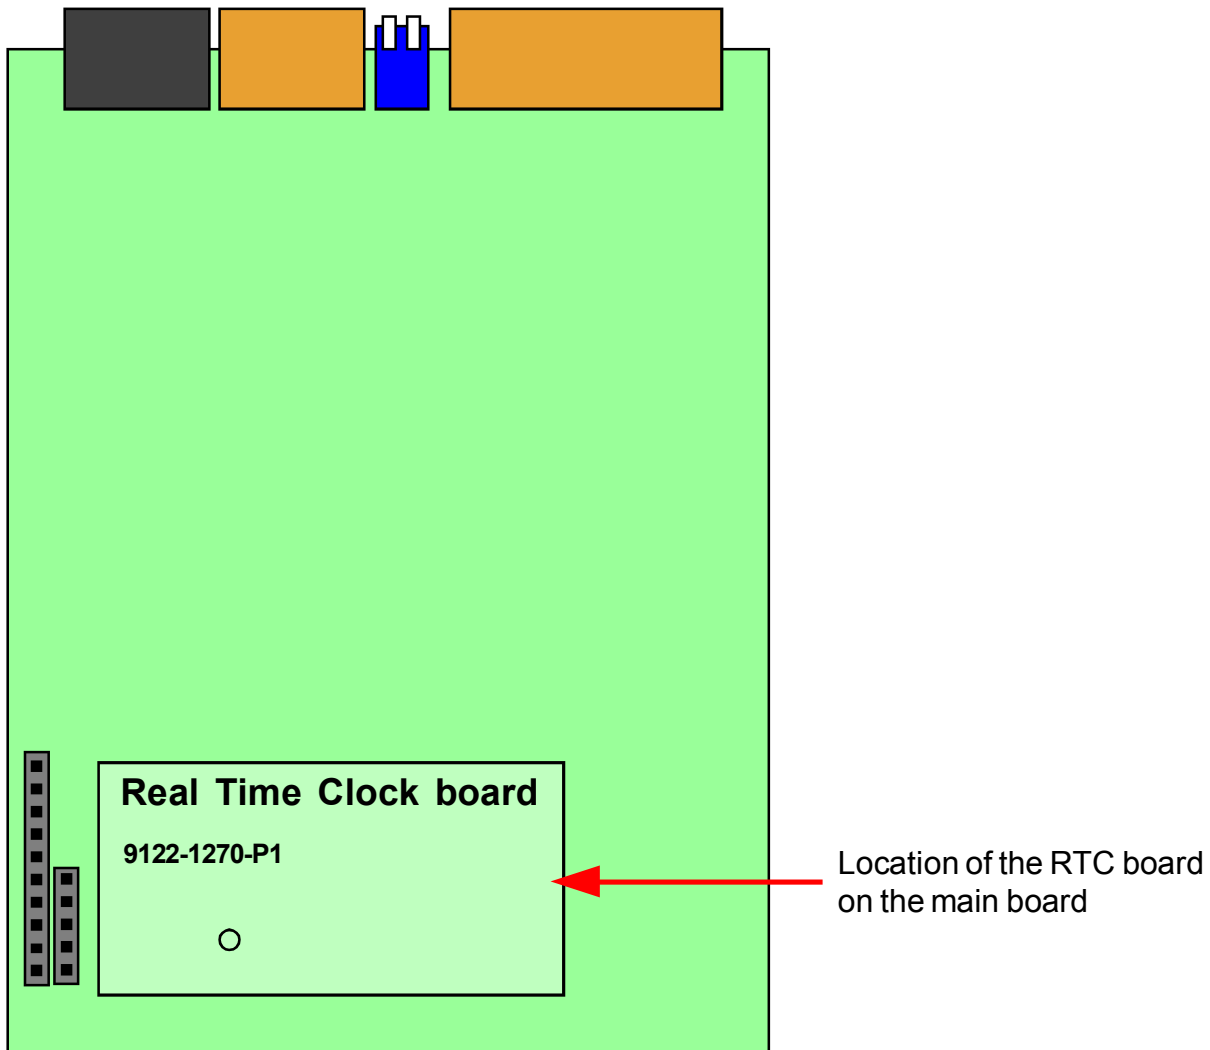 Real Time Clock board
9122-1270-P1
Location of the RTC board
on the main board